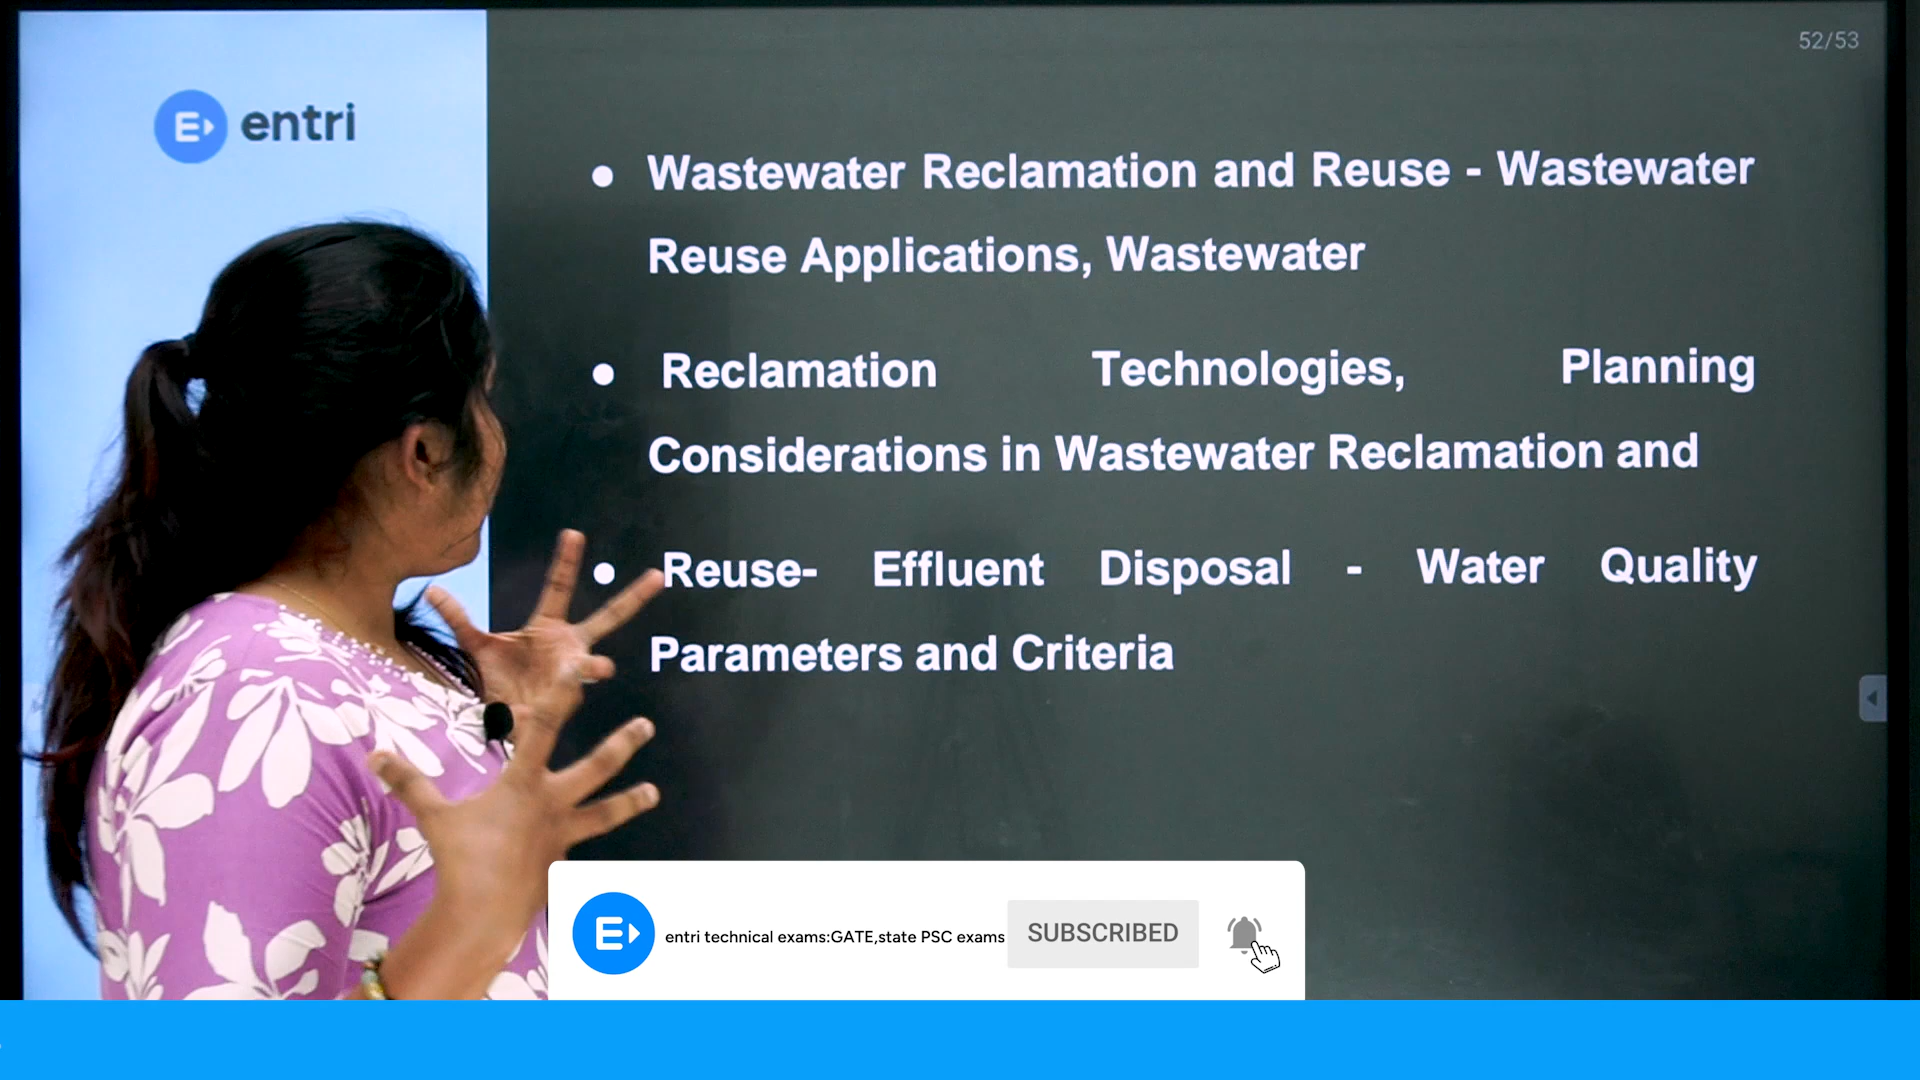 52/53
entri
● Wastewater Reclamation and Reuse - Wastewater
Reuse Applications, Wastewater
● Reclamation Technologies, Planning
Considerations in Wastewater Reclamation and
● Reuse- Effluent Disposal - Water Quality
Parameters and Criteria
entri technical exams:GATE,state PSC exams
SUBSCRIBED